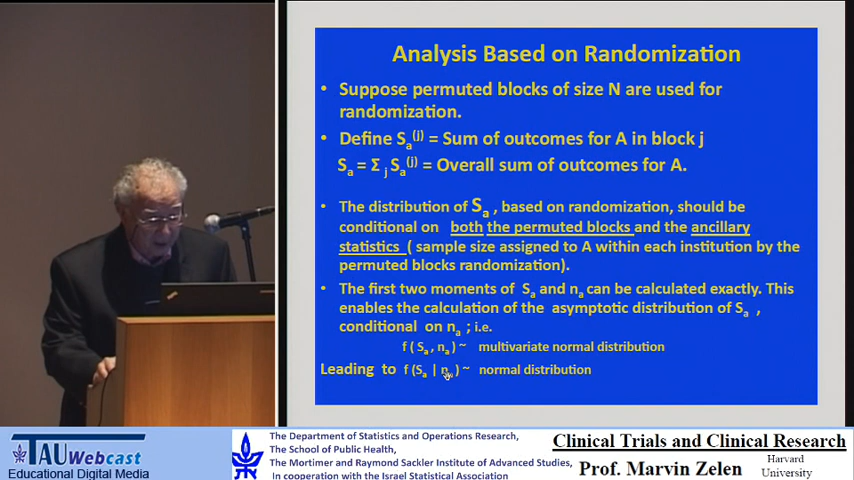 Analysis Based on Randomization
• Suppose permuted blocks of size N are used for
randomization.
• Define Sa(j) = Sum of outcomes for A in block j
Sa = Σ j Sa(j) = Overall sum of outcomes for A.
• The distribution of Sa , based on randomization, should be
conditional on both the permuted blocks and the ancillary
statistics ( sample size assigned to A within each institution by the
permuted blocks randomization).
• The first two moments of Sa and na can be calculated exactly. This
enables the calculation of the asymptotic distribution of Sa ,
conditional on na ; i.e.
f ( Sa , na ) ~ multivariate normal distribution
Leading to f (Sa | na ) ~ normal distribution
TAUWebcast
Educational Digital Media
The Department of Statistics and Operations Research,
The School of Public Health,
The Mortimer and Raymond Sackler Institute of Advanced Studies,
In cooperation with the Israel Statistical Association
Clinical Trials and Clinical Research
Prof. Marvin Zelen
Harvard
University